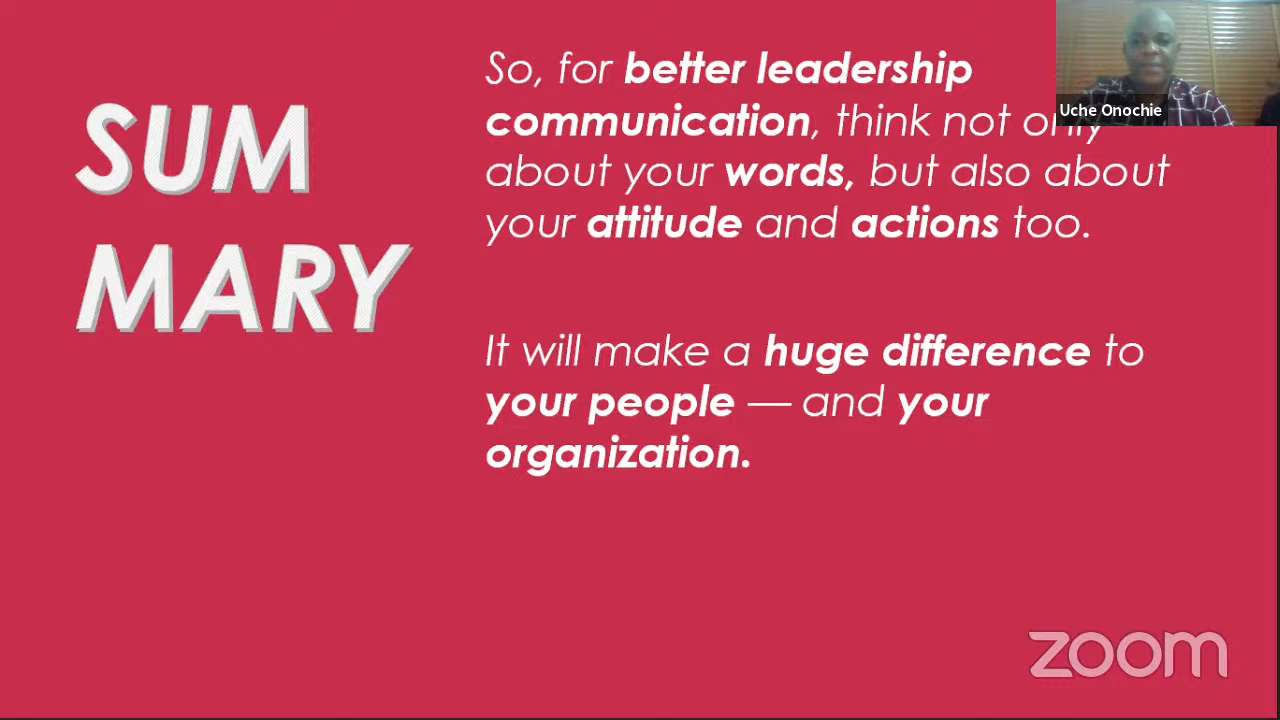 SUM
MARY
So, for better leadership
communication, think not only
about your words, but also about
your attitude and actions too.
It will make a huge difference to
your people — and your
organization.
Uche Onochie
zoom